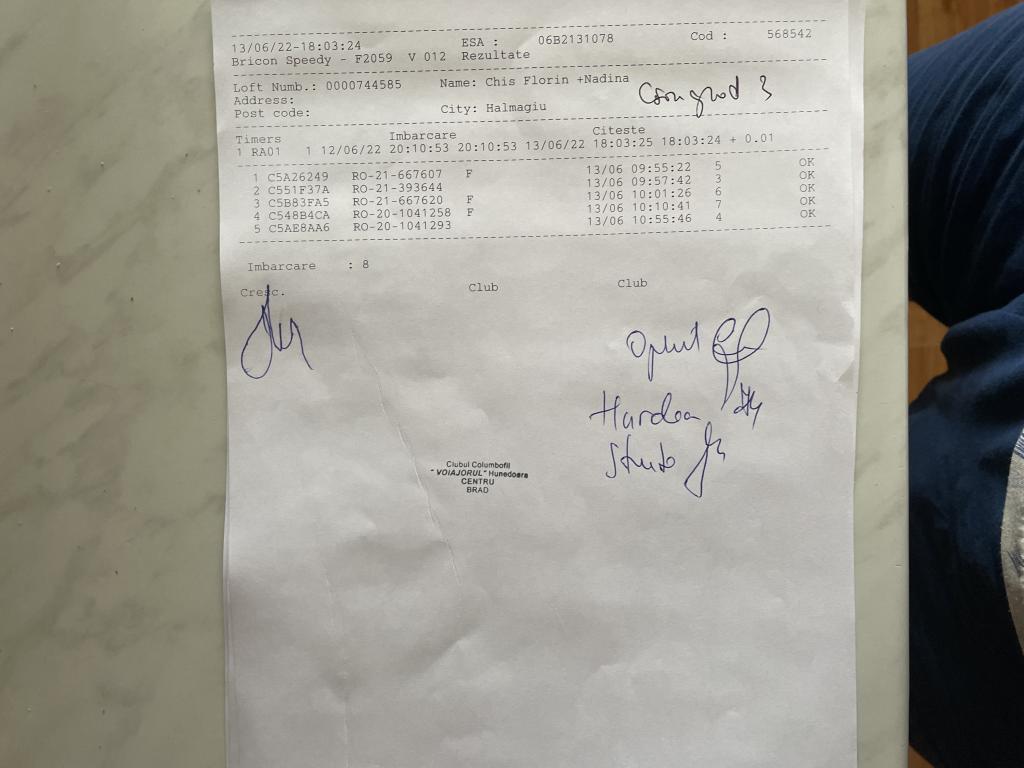 13/06/22-18:03:24 ESA : 06B2131078 Cod : 568542
Bricon Speedy - F2059 V 012 Rezultate
Loft Numb.: 0000744585 Name: Chis Florin +Nadina
Address:
Post code: City: Halmagiu
Csongrad 3
Timers Imbarcare Citeste
1 RA01 1 12/06/22 20:10:53 20:10:53 13/06/22 18:03:25 18:03:24 + 0.01
1 C5A26249 RO-21-667607 F 13/06 09:55:22 5 OK
2 C551F37A RO-21-393644 13/06 09:57:42 3 OK
3 C5B83FA5 RO-21-667620 F 13/06 10:01:26 6 OK
4 C548B4CA RO-20-1041258 F 13/06 10:10:41 7 OK
5 C5AE8AA6 RO-20-1041293 13/06 10:55:46 4 OK
Imbarcare : 8
Cresc. Club Club
Clubul Columbofil
- "VOIAJORUL" Hunedoara
CENTRU
BRAD